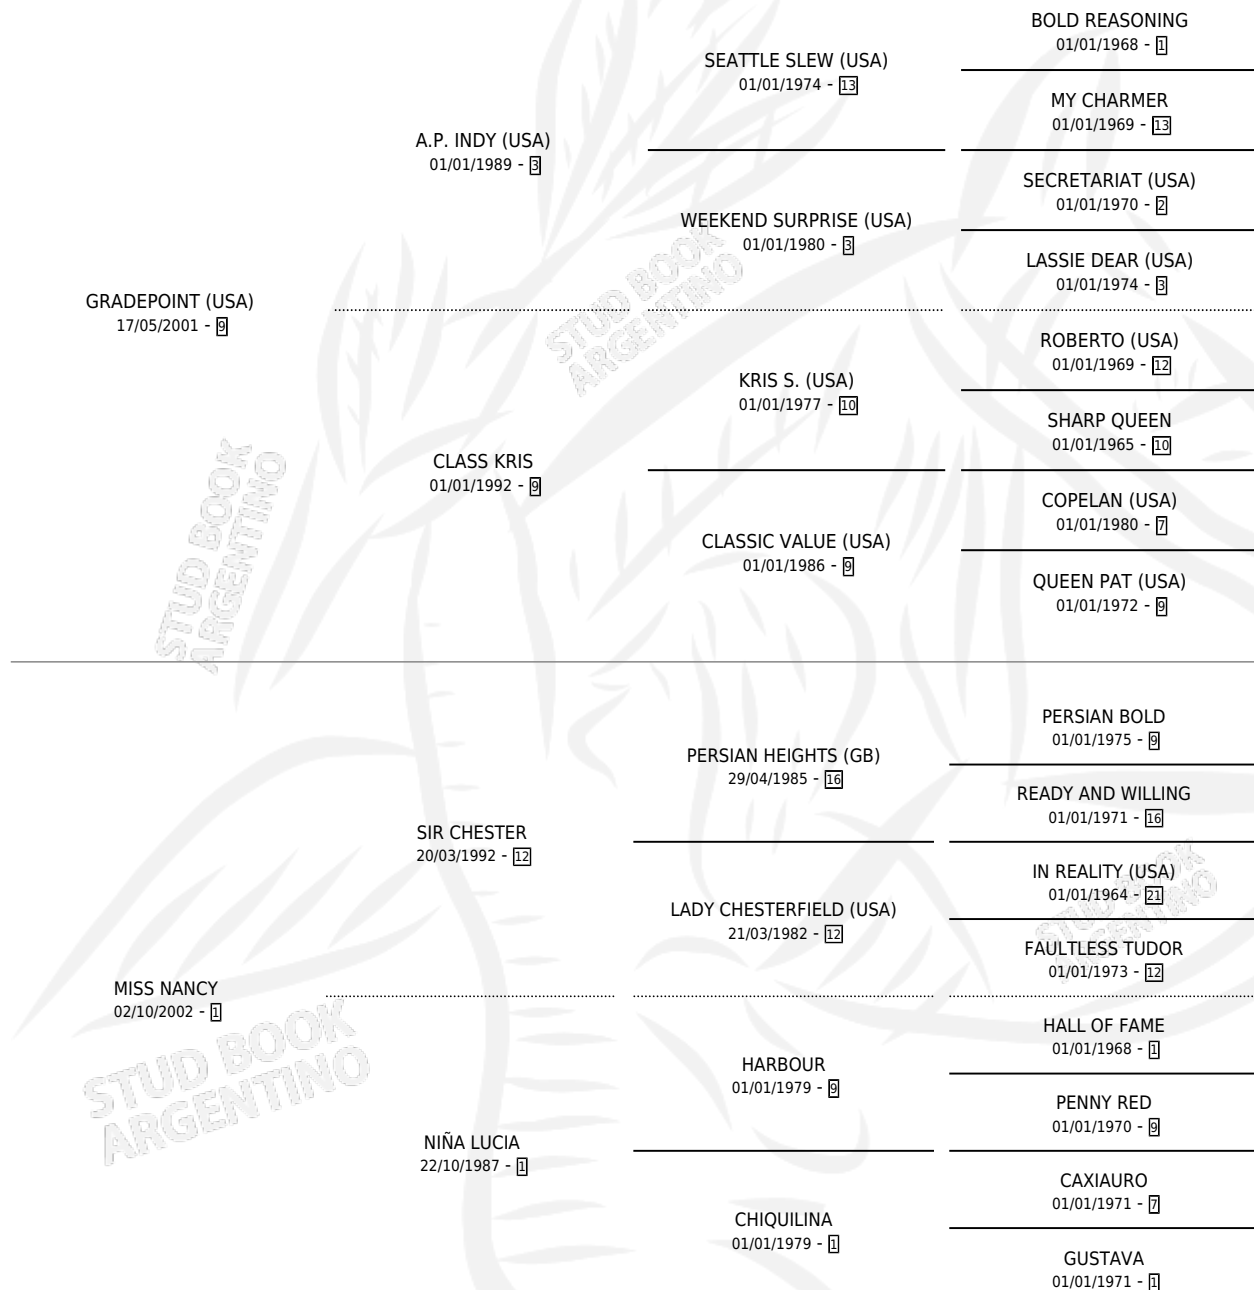 BOLD REASONING
01/01/1968 - 1
SEATTLE SLEW (USA)
01/01/1974 - 13
MY CHARMER
01/01/1969 - 13
A.P. INDY (USA)
01/01/1989 - 3
SECRETARIAT (USA)
01/01/1970 - 2
WEEKEND SURPRISE (USA)
01/01/1980 - 3
LASSIE DEAR (USA)
01/01/1974 - 3
STUD BOOK
ARGENTINO
GRADEPOINT (USA)
17/05/2001 - 9
ROBERTO (USA)
01/01/1969 - 12
KRIS S. (USA)
01/01/1977 - 10
SHARP QUEEN
01/01/1965 - 10
CLASS KRIS
01/01/1992 - 9
COPELAN (USA)
01/01/1980 - 7
CLASSIC VALUE (USA)
01/01/1986 - 9
QUEEN PAT (USA)
01/01/1972 - 9
STUD BOOK
ARGENTINO
PERSIAN BOLD
01/01/1975 - 9
PERSIAN HEIGHTS (GB)
29/04/1985 - 16
READY AND WILLING
01/01/1971 - 16
SIR CHESTER
20/03/1992 - 12
IN REALITY (USA)
01/01/1964 - 21
LADY CHESTERFIELD (USA)
21/03/1982 - 12
STUD BOOK
ARGENTINO
FAULTLESS TUDOR
01/01/1973 - 12
MISS NANCY
02/10/2002 - 1
STUD BOOK
ARGENTINO
HALL OF FAME
01/01/1968 - 1
HARBOUR
01/01/1979 - 9
PENNY RED
01/01/1970 - 9
NIÑA LUCIA
22/10/1987 - 1
CAXIAURO
01/01/1971 - 7
CHIQUILINA
01/01/1979 - 1
GUSTAVA
01/01/1971 - 1